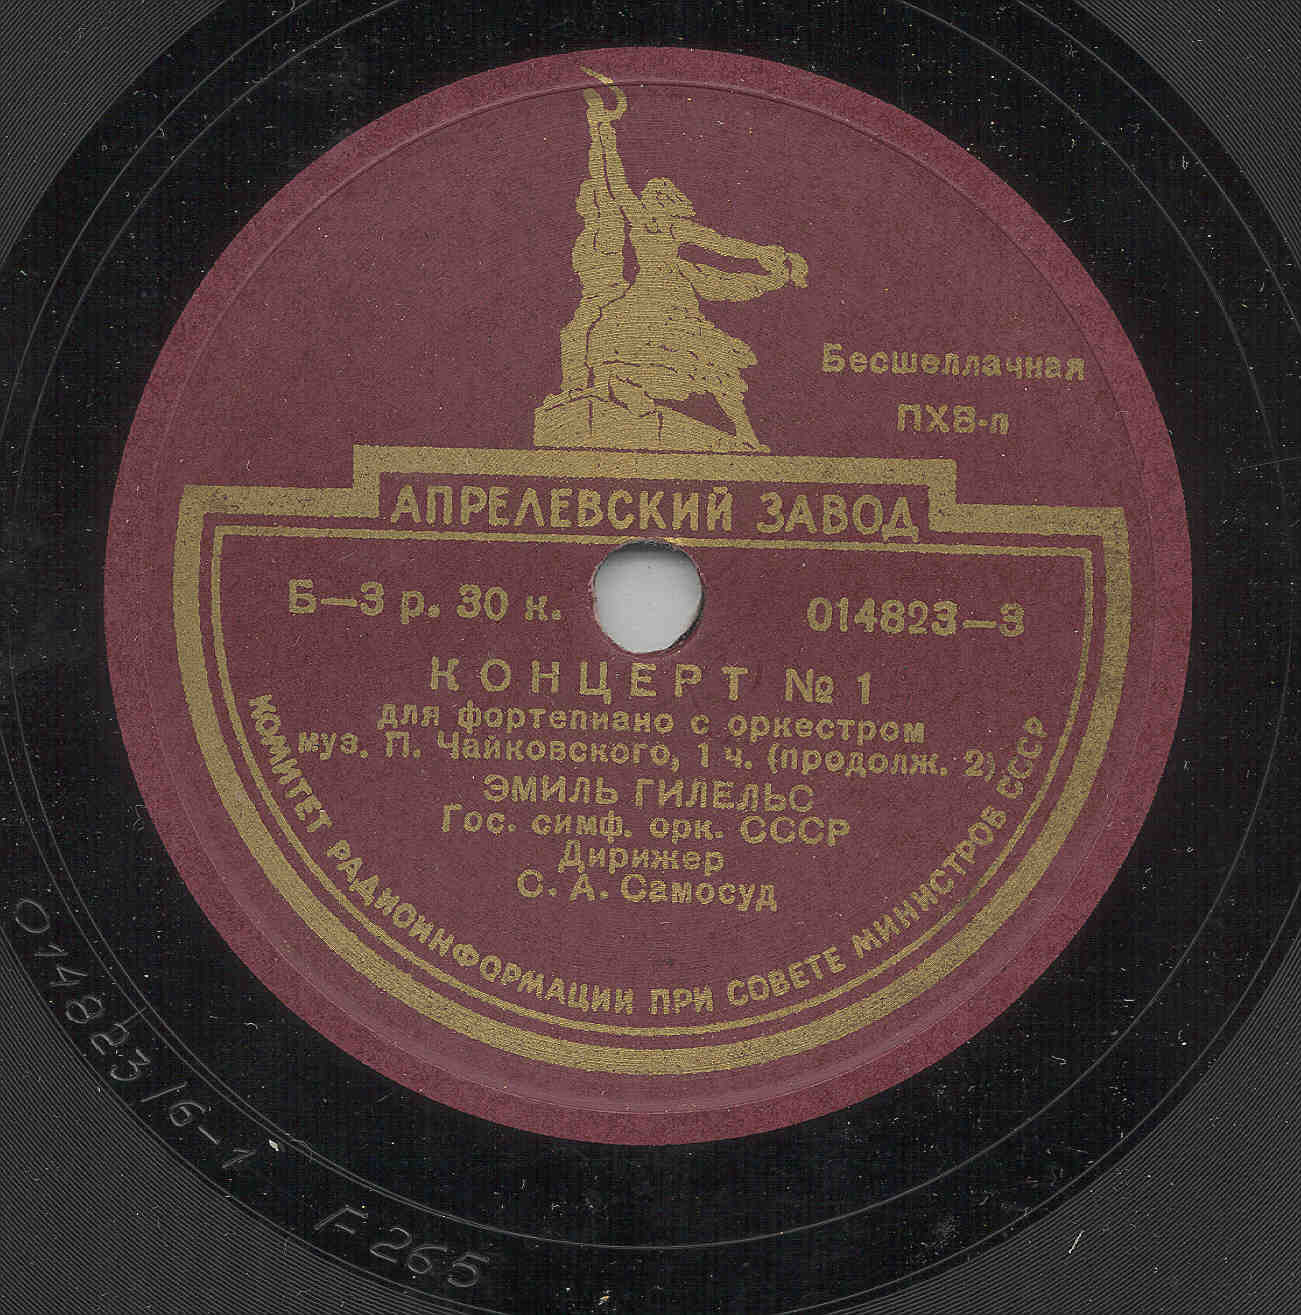 Бесшеллачная
ПХВ-п
АПРЕЛЕВСКИЙ ЗАВОД
Б—3 р. 30 к.
014823—3
КОНЦЕРТ № 1
для фортепиано с оркестром
муз. П. Чайковского, 1 ч. (продолж. 2)
ЭМИЛЬ ГИЛЕЛЬС
Гос. симф. орк. СССР
Дирижер
С. А. Самосуд
КОМИТЕТ РАДИОИНФОРМАЦИИ ПРИ СОВЕТЕ МИНИСТРОВ СССР
014823/6-1
F-265